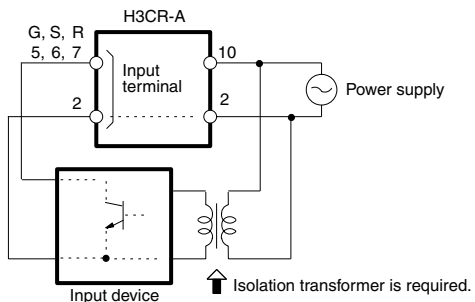 H3CR-A
G, S, R
5, 6, 7
10
Input
terminal
2
2
Power supply
Isolation transformer is required.
Input device